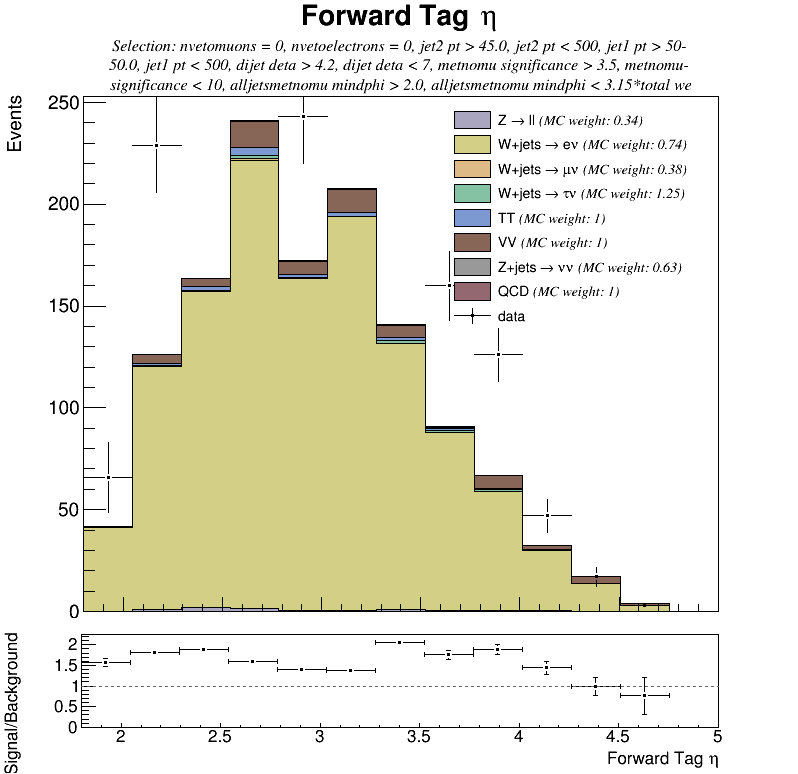 Forward Tag η
Selection: nvetomuons = 0, nvetoelectrons = 0, jet2 pt > 45.0, jet2 pt < 500, jet1 pt > 50-
50.0, jet1 pt < 500, dijet deta > 4.2, dijet deta < 7, metnomu significance > 3.5, metnomu-
significance < 10, alljetsmetnomu mindphi > 2.0, alljetsmetnomu mindphi < 3.15*total we
Events
250
200
150
100
50
0
Z → ll (MC weight: 0.34)
W+jets → eν (MC weight: 0.74)
W+jets → μν (MC weight: 0.38)
W+jets → τν (MC weight: 1.25)
TT (MC weight: 1)
VV (MC weight: 1)
Z+jets → νν (MC weight: 0.63)
QCD (MC weight: 1)
data
Signal/Background
2
1.5
1
0.5
0
2 2.5 3 3.5 4 4.5 5
Forward Tag η